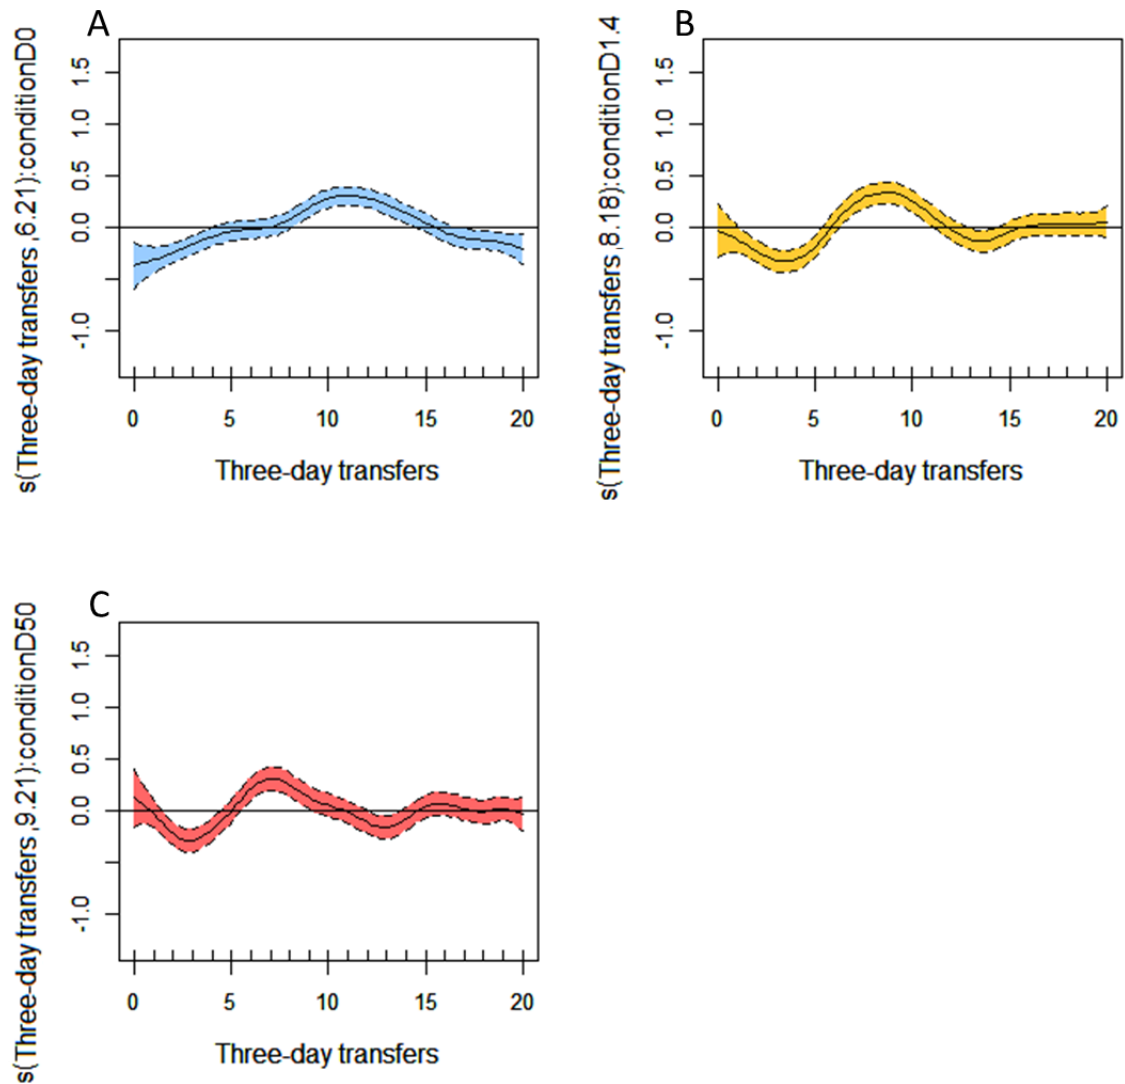 A
s(Three-day transfers ,6.21):conditionD0
1.5
1.0
0.5
0.0
-1.0
0 5 10 15 20
Three-day transfers
B
s(Three-day transfers ,8.18):conditionD1.4
1.5
1.0
0.5
0.0
-1.0
0 5 10 15 20
Three-day transfers
C
s(Three-day transfers ,9.21):conditionD50
1.5
1.0
0.5
0.0
-1.0
0 5 10 15 20
Three-day transfers